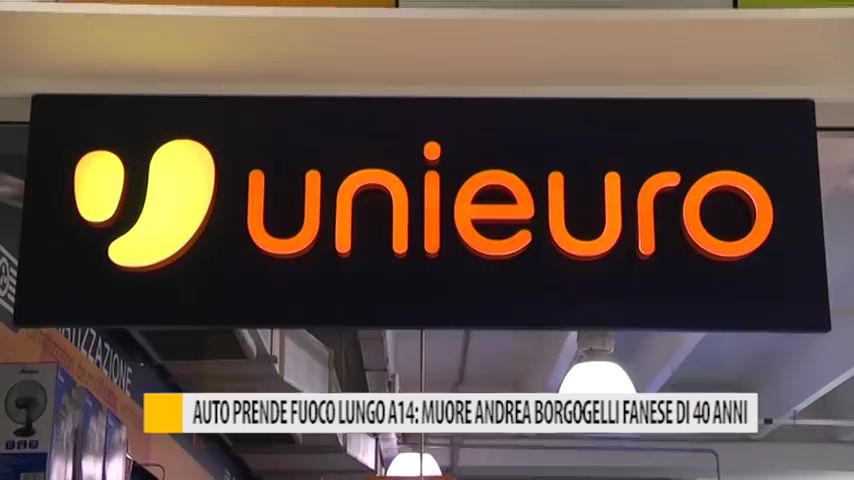 unieuro
AUTO PRENDE FUOCO LUNGO A14: MUORE ANDREA BORGOGELLI FANESE DI 40 ANNI